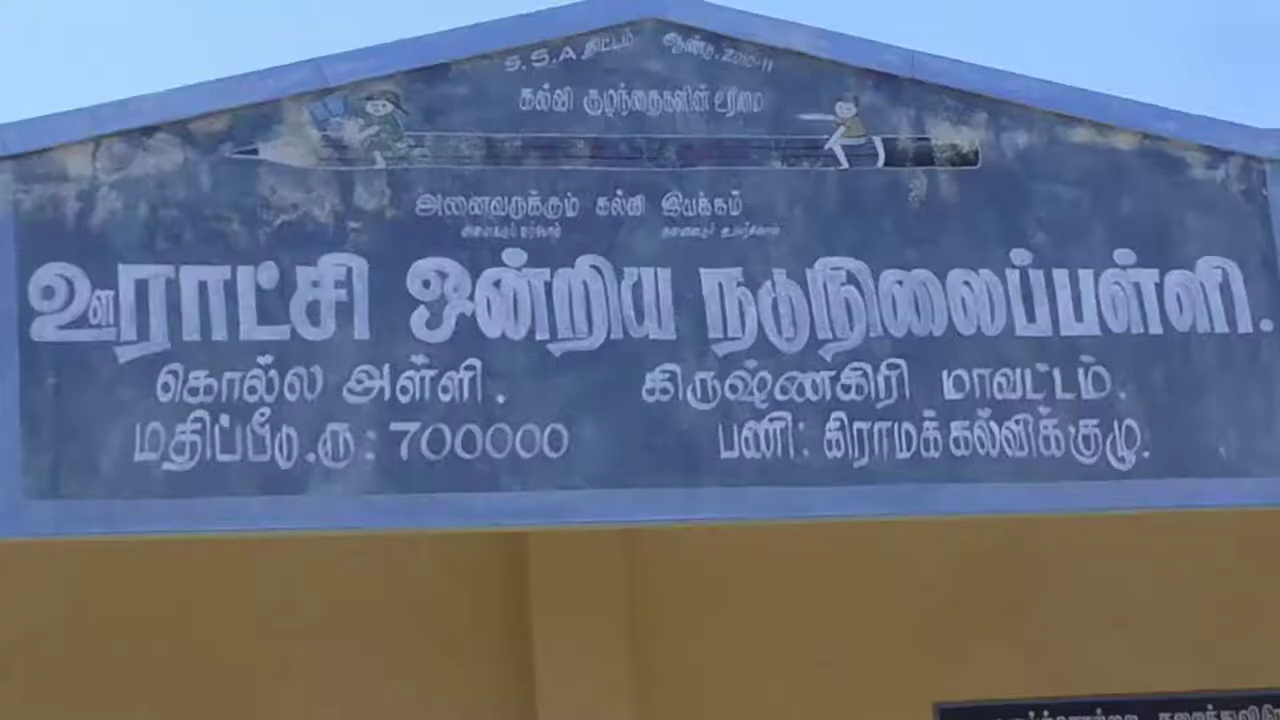 S.S.A திட்டம் ஆண்டு.2010-11
கல்வி குழந்தைகளின் உரிமை
அனைவருக்கும் கல்வி இயக்கம்
ஊராட்சி ஒன்றிய நடுநிலைப்பள்ளி.
கொல்ல அள்ளி. கிருஷ்ணகிரி மாவட்டம்.
மதிப்பீடு.ரு: 700000 பணி: கிராமக்கல்விக்குழு.